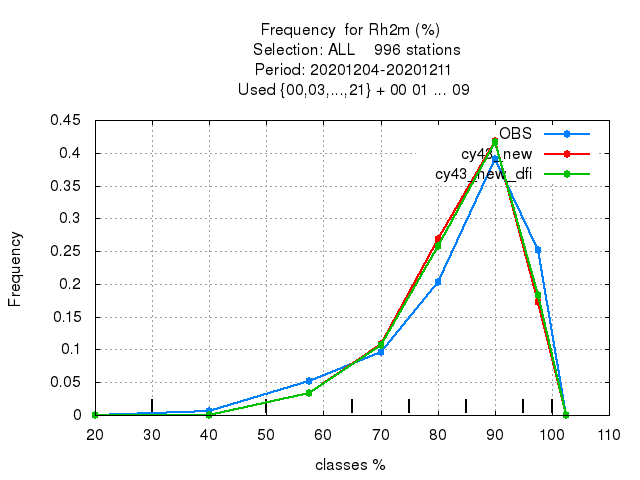 Frequency for Rh2m (%)
Selection: ALL 996 stations
Period: 20201204-20201211
Used {00,03,...,21} + 00 01 ... 09
0.45
0.4
0.35
0.3
0.25
0.2
0.15
0.1
0.05
0
Frequency
OBS
cy43_new
cy43_new_dfi
20 30 40 50 60 70 80 90 100 110
classes %